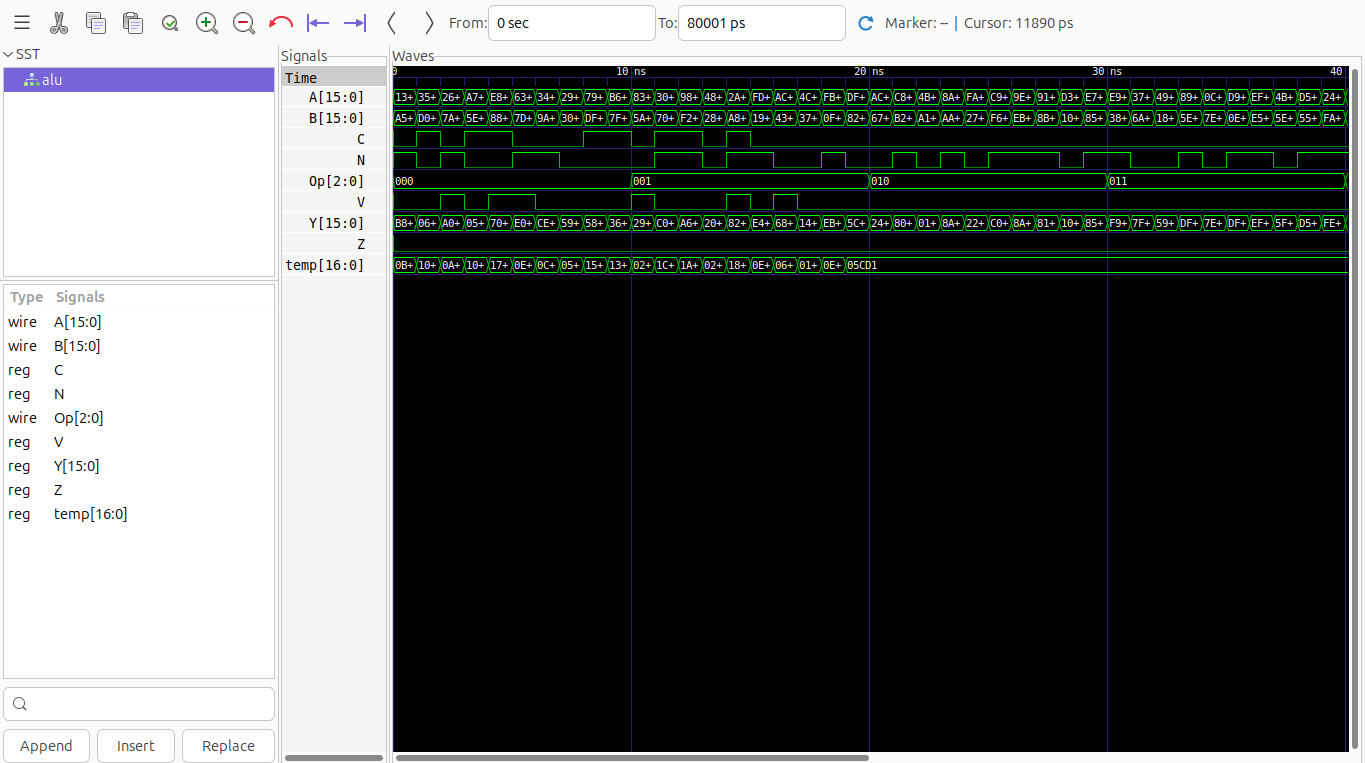 From: 0 sec To: 80001 ps Marker: -- | Cursor: 11890 ps
SST
alu
Type Signals
wire A[15:0]
wire B[15:0]
reg C
reg N
wire Op[2:0]
reg V
reg Y[15:0]
reg Z
reg temp[16:0]
Append Insert Replace
Signals
Time
A[15:0]
B[15:0]
C
N
Op[2:0]
V
Y[15:0]
Z
temp[16:0]
Waves
0 10 ns 20 ns 30 ns 40
13+ 35+ 26+ A7+ E8+ 63+ 34+ 29+ 79+ B6+ 83+ 30+ 98+ 48+ 2A+ FD+ AC+ 4C+ FB+ DF+ AC+ C8+ 4B+ 8A+ FA+ C9+ 9E+ 91+ D3+ E7+ E9+ 37+ 49+ 89+ 0C+ D9+ EF+ 4B+ D5+ 24+
A5+ D0+ 7A+ 5E+ 88+ 7D+ 9A+ 30+ DF+ 7F+ 5A+ 70+ F2+ 28+ A8+ 19+ 43+ 37+ 0F+ 82+ 67+ B2+ A1+ AA+ 27+ F6+ EB+ 8B+ 10+ 85+ 38+ 6A+ 18+ 5E+ 7E+ 0E+ E5+ 5E+ 55+ FA+
000 001 010 011
B8+ 06+ A0+ 05+ 70+ E0+ CE+ 59+ 58+ 36+ 29+ C0+ A6+ 20+ 82+ E4+ 68+ 14+ EB+ 5C+ 24+ 80+ 01+ 8A+ 22+ C0+ 8A+ 81+ 10+ 85+ F9+ 7F+ 59+ DF+ 7E+ DF+ EF+ 5F+ D5+ FE+
0B+ 10+ 0A+ 10+ 17+ 0E+ 0C+ 05+ 15+ 13+ 02+ 1C+ 1A+ 02+ 18+ 0E+ 06+ 01+ 0E+ 05CD1